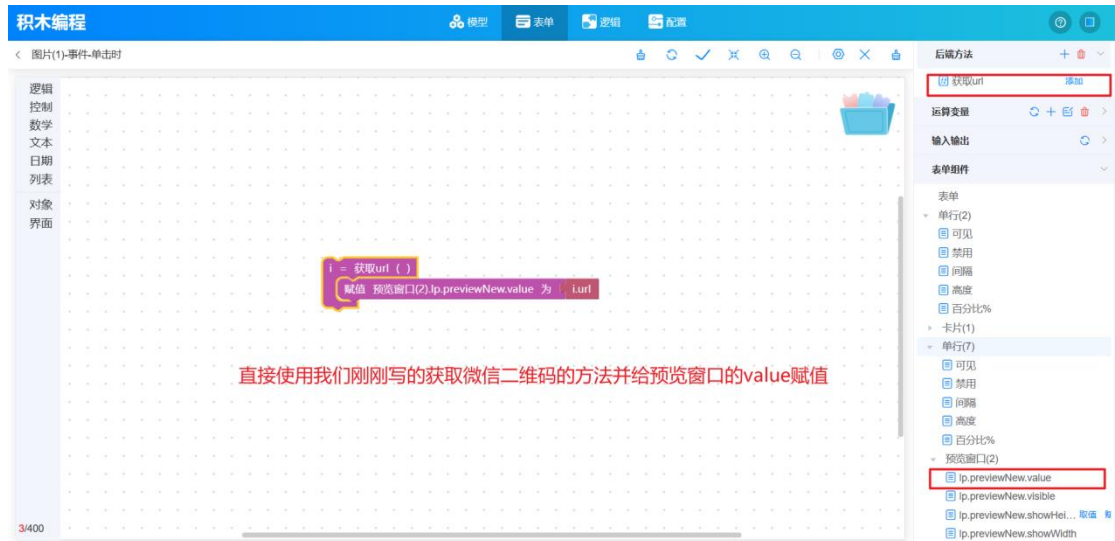 积木编程
模型
表单
逻辑
配置
图片(1)-事件-单击时
逻辑
控制
数学
文本
日期
列表
对象
界面
i = 获取url ( )
赋值 预览窗口(2).lp.previewNew.value 为 i.url
直接使用我们刚刚写的获取微信二维码的方法并给预览窗口的value赋值
3/400
后端方法
获取url 添加
运算变量
输入输出
表单组件
表单
单行(2)
可见
禁用
间隔
高度
百分比%
卡片(1)
单行(7)
可见
禁用
间隔
高度
百分比%
预览窗口(2)
lp.previewNew.value
lp.previewNew.visible
lp.previewNew.showHei... 取值
lp.previewNew.showWidth